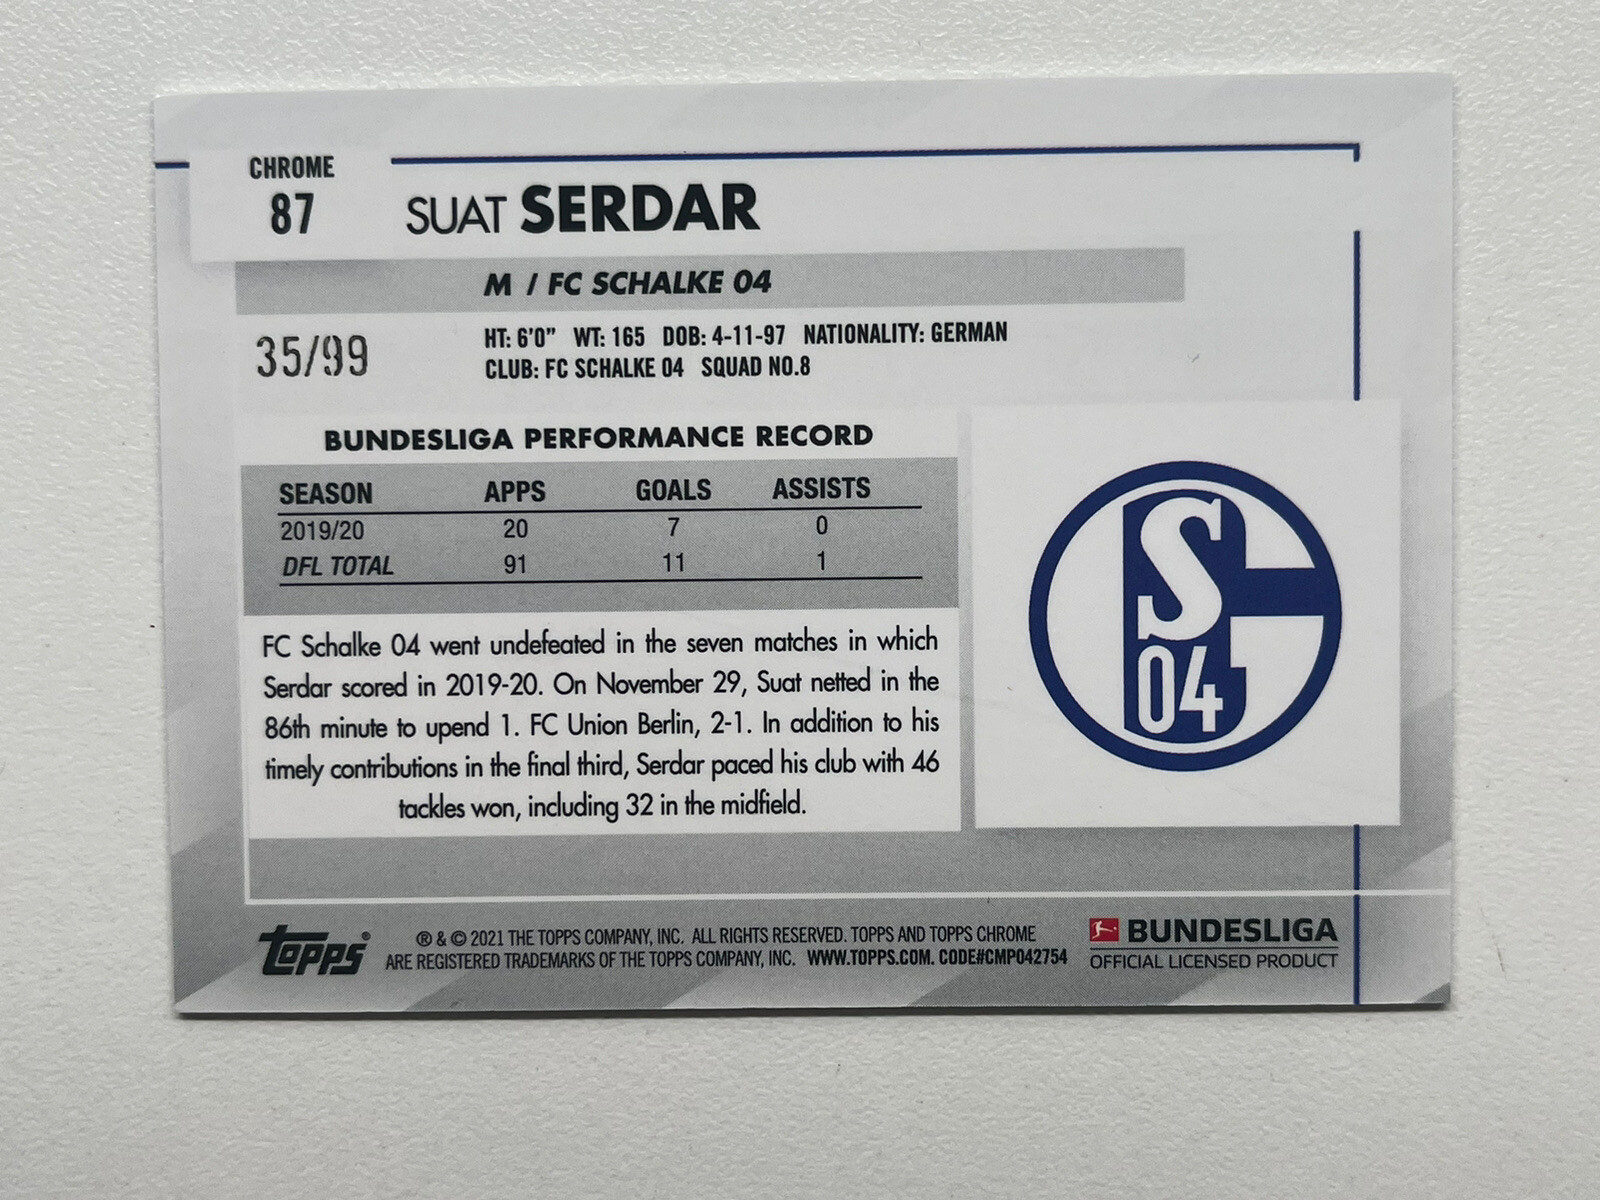 CHROME
87
SUAT SERDAR
M / FC SCHALKE 04
35/99
HT: 6'0” WT: 165 DOB: 4-11-97 NATIONALITY: GERMAN
CLUB: FC SCHALKE 04 SQUAD NO.8
BUNDESLIGA PERFORMANCE RECORD
SEASON APPS GOALS ASSISTS
2019/20 20 7 0
DFL TOTAL 91 11 1
FC Schalke 04 went undefeated in the seven matches in which
Serdar scored in 2019-20. On November 29, Suat netted in the
86th minute to upend 1. FC Union Berlin, 2-1. In addition to his
timely contributions in the final third, Serdar paced his club with 46
tackles won, including 32 in the midfield.
S
04
topps®
® & © 2021 THE TOPPS COMPANY, INC. ALL RIGHTS RESERVED. TOPPS AND TOPPS CHROME
ARE REGISTERED TRADEMARKS OF THE TOPPS COMPANY, INC. WWW.TOPPS.COM. CODE#CMP042754
BUNDESLIGA
OFFICIAL LICENSED PRODUCT